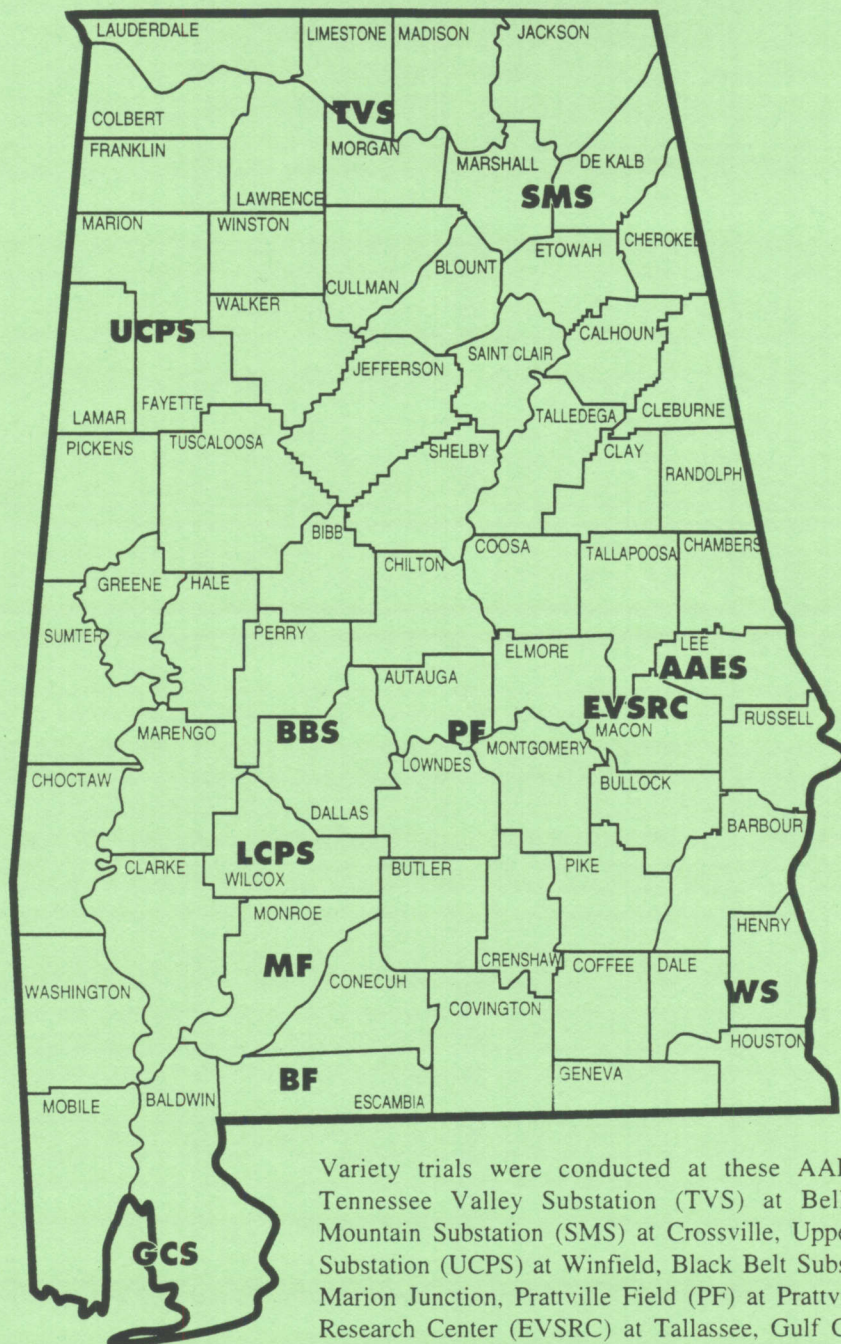 LAUDERDALE
LIMESTONE
MADISON
JACKSON
COLBERT
TVS
FRANKLIN
MORGAN
MARSHALL
DE KALB
LAWRENCE
SMS
MARION
WINSTON
ETOWAH
CHEROKEE
BLOUNT
CULLMAN
WALKER
UCPS
CALHOUN
SAINT CLAIR
JEFFERSON
LAMAR
FAYETTE
TALLEDEGA
CLEBURNE
PICKENS
TUSCALOOSA
SHELBY
CLAY
RANDOLPH
BIBB
COOSA
TALLAPOOSA
CHAMBERS
CHILTON
GREENE
HALE
SUMTER
PERRY
ELMORE
LEE
AAES
AUTAUGA
EVSRC
RUSSELL
MARENGO
BBS
PF
MACON
MONTGOMERY
LOWNDES
CHOCTAW
BULLOCK
DALLAS
BARBOUR
LCPS
CLARKE
WILCOX
BUTLER
PIKE
MONROE
HENRY
CRENSHAW
COFFEE
DALE
MF
CONECUH
WASHINGTON
WS
COVINGTON
HOUSTON
BF
GENEVA
MOBILE
BALDWIN
ESCAMBIA
GCS
Variety trials were conducted at these
Tennessee Valley Substation (TVS) at
Mountain Substation (SMS) at Crossville,
Substation (UCPS) at Winfield, Black Belt
Marion Junction, Prattville Field (PF) at
Research Center (EVSRC) at Tallassee, Gulf